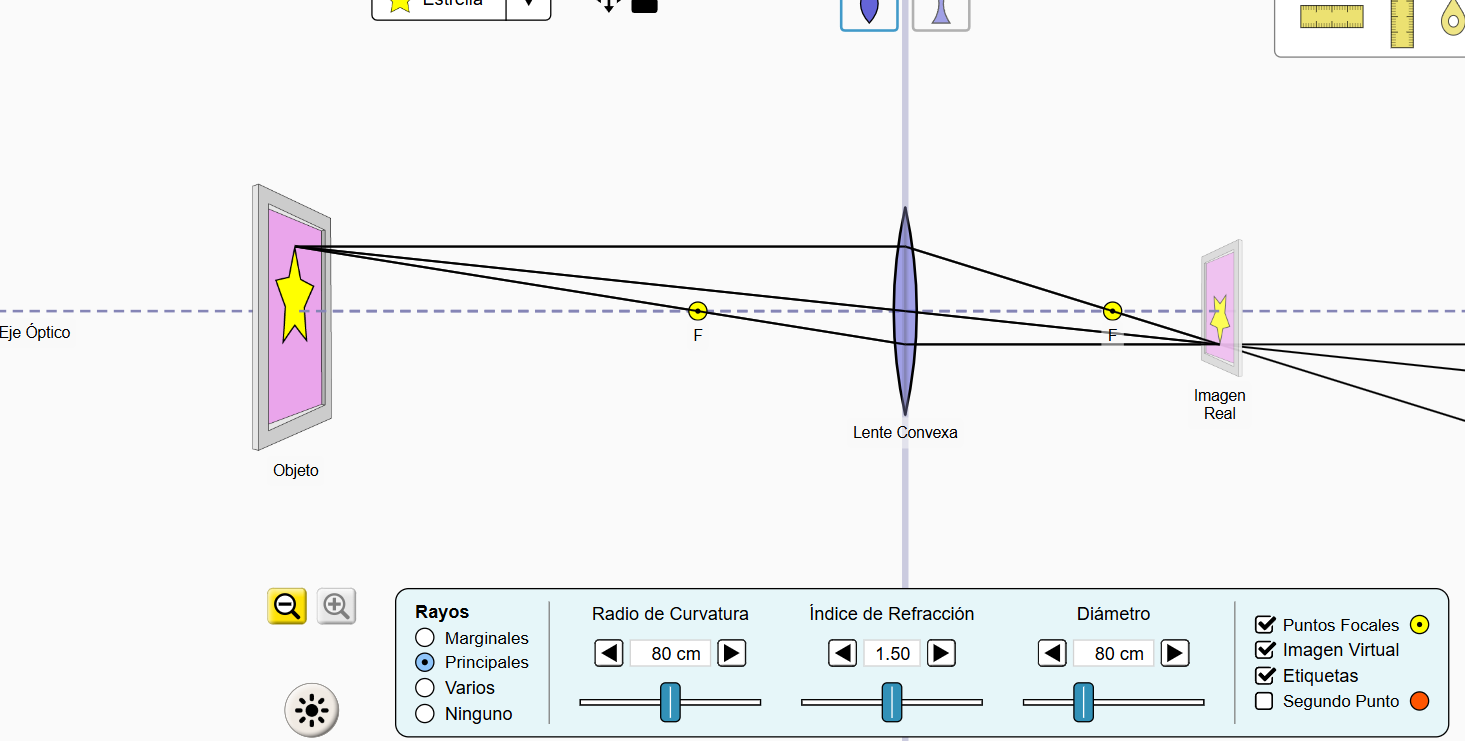 Estrella
Eje Óptico
F
F
Lente Convexa
Imagen
Real
Objeto
Rayos
Marginales
Principales
Varios
Ninguno
Radio de Curvatura
80 cm
Índice de Refracción
1.50
Diámetro
80 cm
Puntos Focales
Imagen Virtual
Etiquetas
Segundo Punto